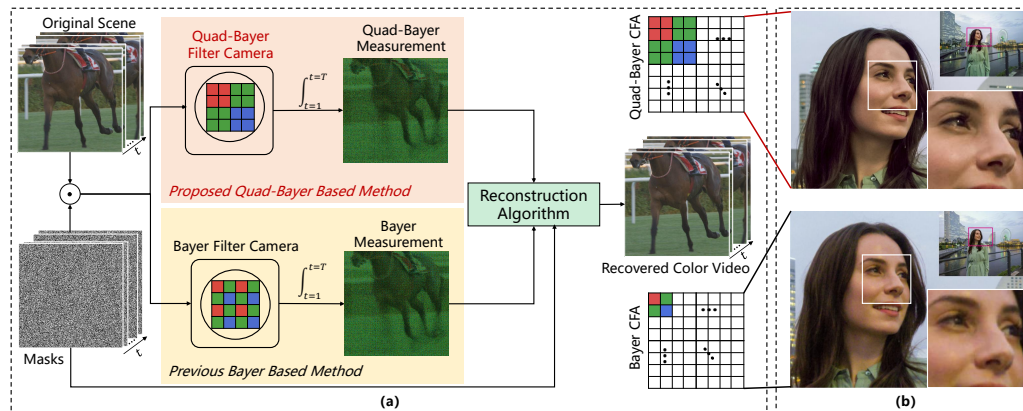 Original Scene
t
Quad-Bayer
Filter Camera
∫ t=T t=1
Quad-Bayer
Measurement
Proposed Quad-Bayer Based Method
Masks
t
Bayer Filter Camera
∫ t=T t=1
Bayer
Measurement
Previous Bayer Based Method
Reconstruction
Algorithm
t
Recovered Color Video
Quad-Bayer CFA
Bayer CFA
(a)
(b)